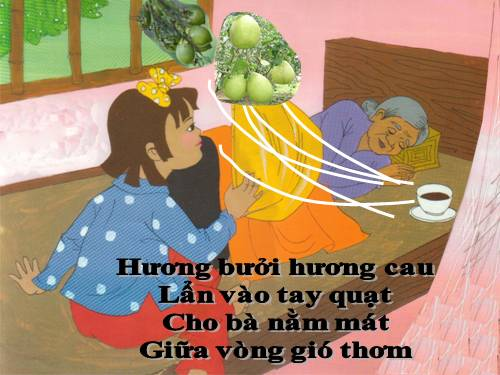 Hương bưởi hương cau
Lẩn vào tay quạt
Cho bà nằm mát
Giữa vòng gió thơm